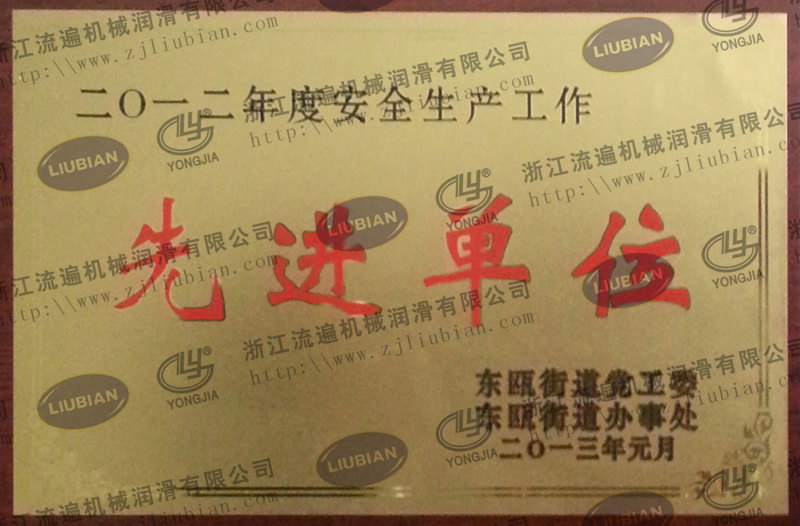 二〇一二年度安全生产工作
先进单位
东瓯街道党工委
东瓯街道办事处
二〇一三年元月
浙江流遍机械润滑有限公司
http:\\www.zjliubian.com
LIUBIAN
YONGJIA